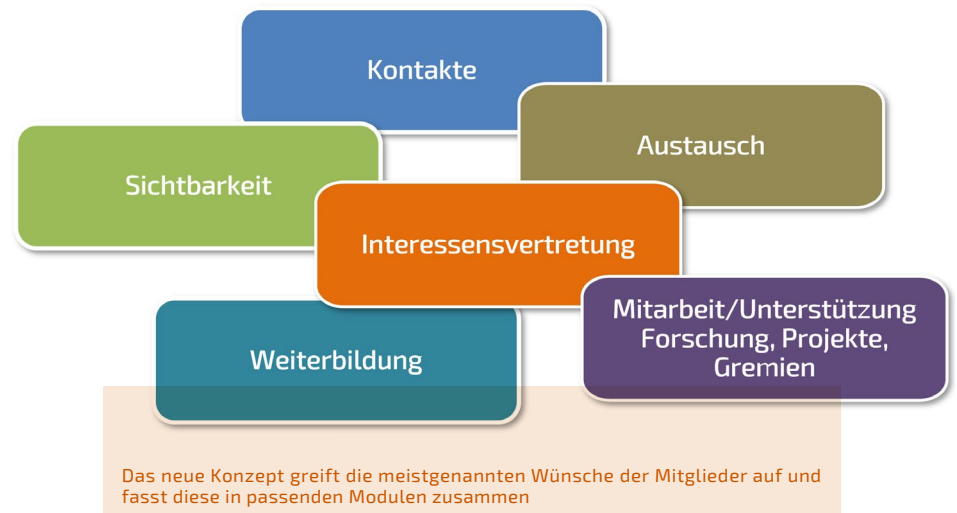 Kontakte
Austausch
Sichtbarkeit
Interessensvertretung
Mitarbeit/Unterstützung
Forschung, Projekte,
Gremien
Weiterbildung
Das neue Konzept greift die meistgenannten Wünsche der Mitglieder auf und
fasst diese in passenden Modulen zusammen